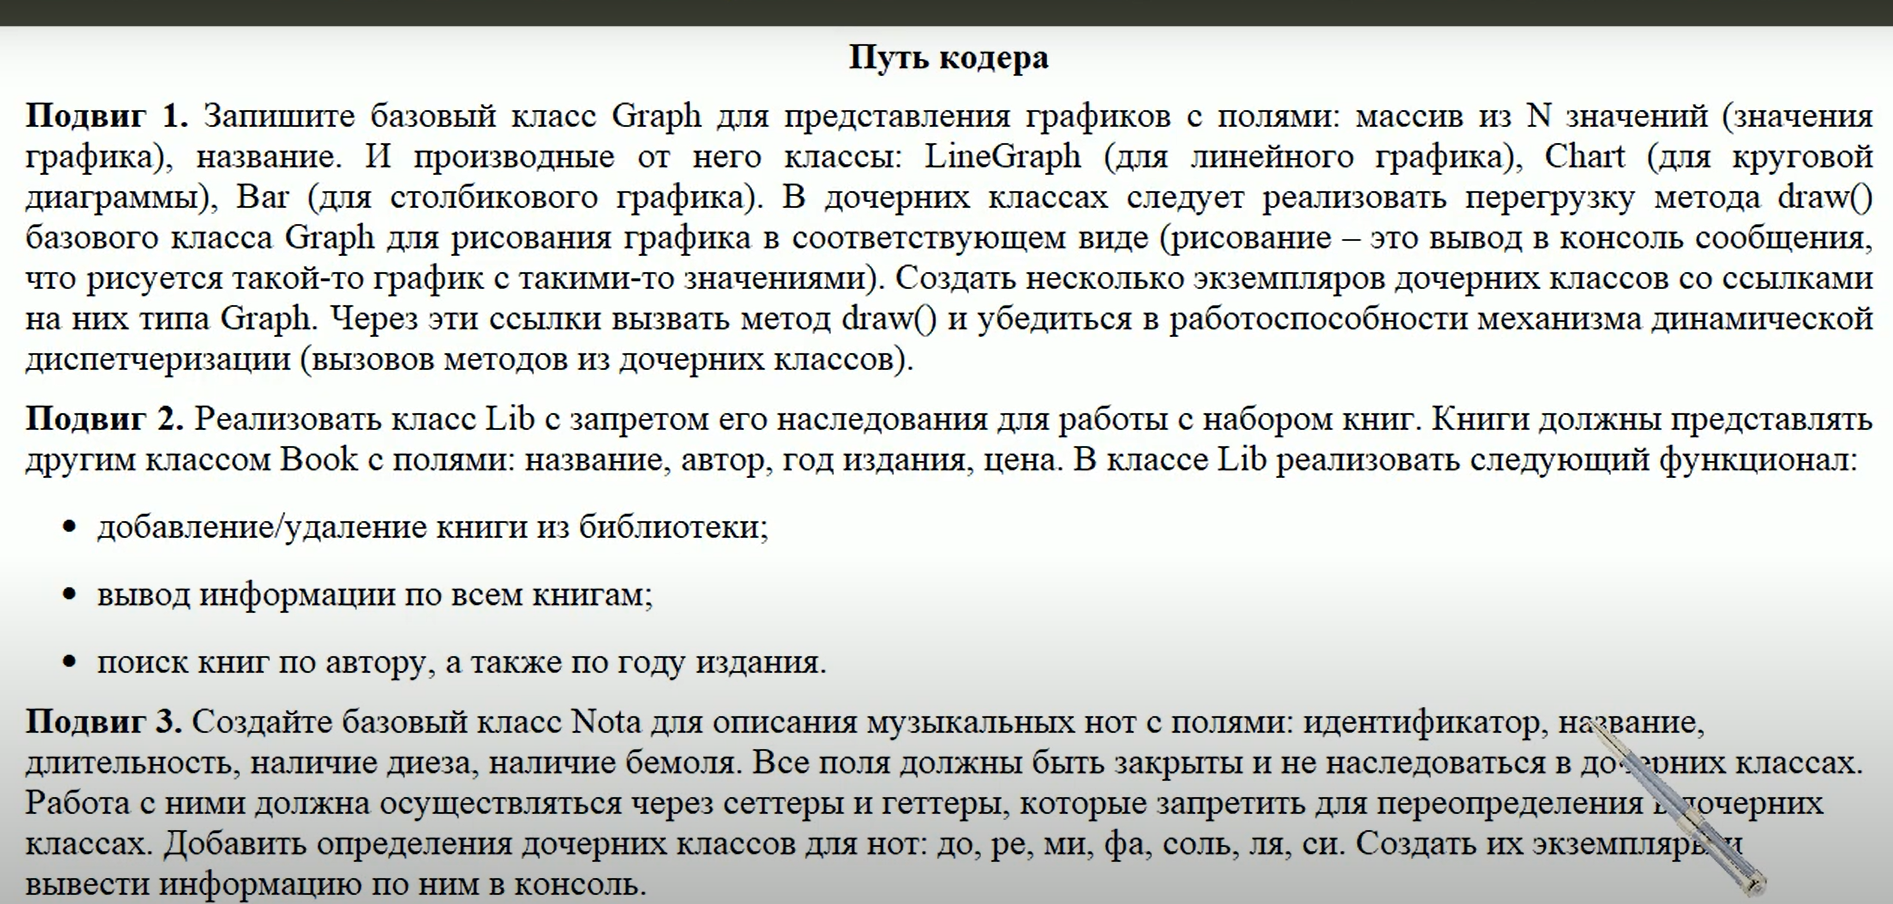 Путь кодера
Подвиг 1. Запишите базовый класс Graph для представления графиков с полями: массив из N значений (значения
графика), название. И производные от него классы: LineGraph (для линейного графика), Chart (для круговой
диаграммы), Bar (для столбикового графика). В дочерних классах следует реализовать перегрузку метода draw()
базового класса Graph для рисования графика в соответствующем виде (рисование – это вывод в консоль сообщения,
что рисуется такой-то график с такими-то значениями). Создать несколько экземпляров дочерних классов со ссылками
на них типа Graph. Через эти ссылки вызвать метод draw() и убедиться в работоспособности механизма динамической
диспетчеризации (вызовов методов из дочерних классов).
Подвиг 2. Реализовать класс Lib с запретом его наследования для работы с набором книг. Книги должны представлять
другим классом Book с полями: название, автор, год издания, цена. В классе Lib реализовать следующий функционал:
• добавление/удаление книги из библиотеки;
• вывод информации по всем книгам;
• поиск книг по автору, а также по году издания.
Подвиг 3. Создайте базовый класс Nota для описания музыкальных нот с полями: идентификатор, название,
длительность, наличие диеза, наличие бемоля. Все поля должны быть закрыты и не наследоваться в дочерних классах.
Работа с ними должна осуществляться через сеттеры и геттеры, которые запретить для переопределения в дочерних
классах. Добавить определения дочерних классов для нот: до, ре, ми, фа, соль, ля, си. Создать их экземпляры и
вывести информацию по ним в консоль.